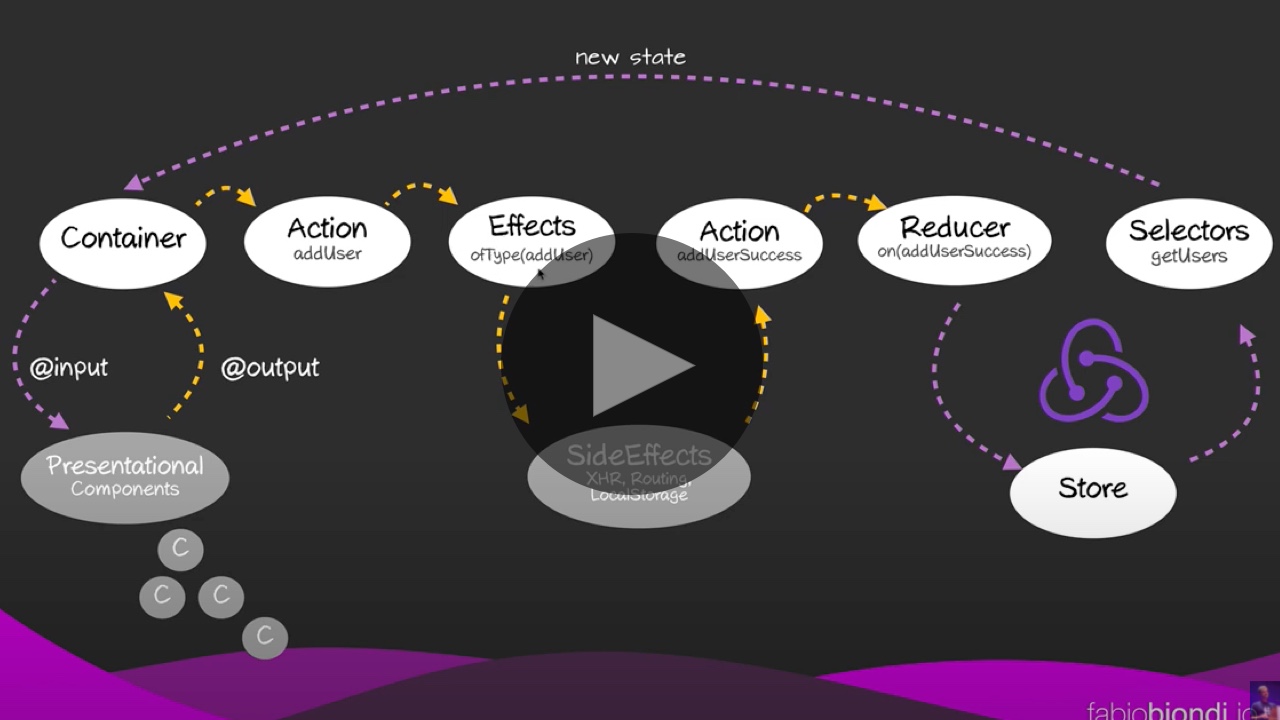 new state
Container
Action
addUser
Effects
ofType(addUser)
Action
addUserSuccess
Reducer
on(addUserSuccess)
Selectors
getUsers
@input
@output
Presentational
Components
SideEffects
XHR, Routing,
LocalStorage
Store
C
C
C
C
fabiobiondi.io